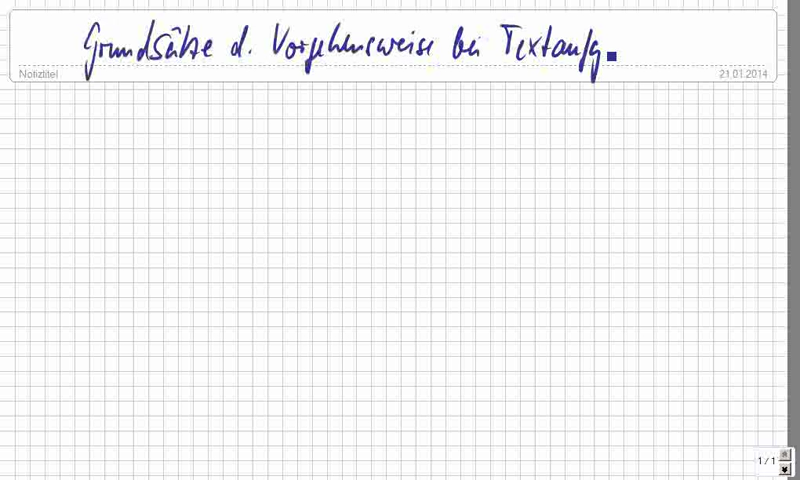 Grundsätze d. Vorgehensweise bei Textaufg.
Notiztitel
21.01.2014
1 / 1